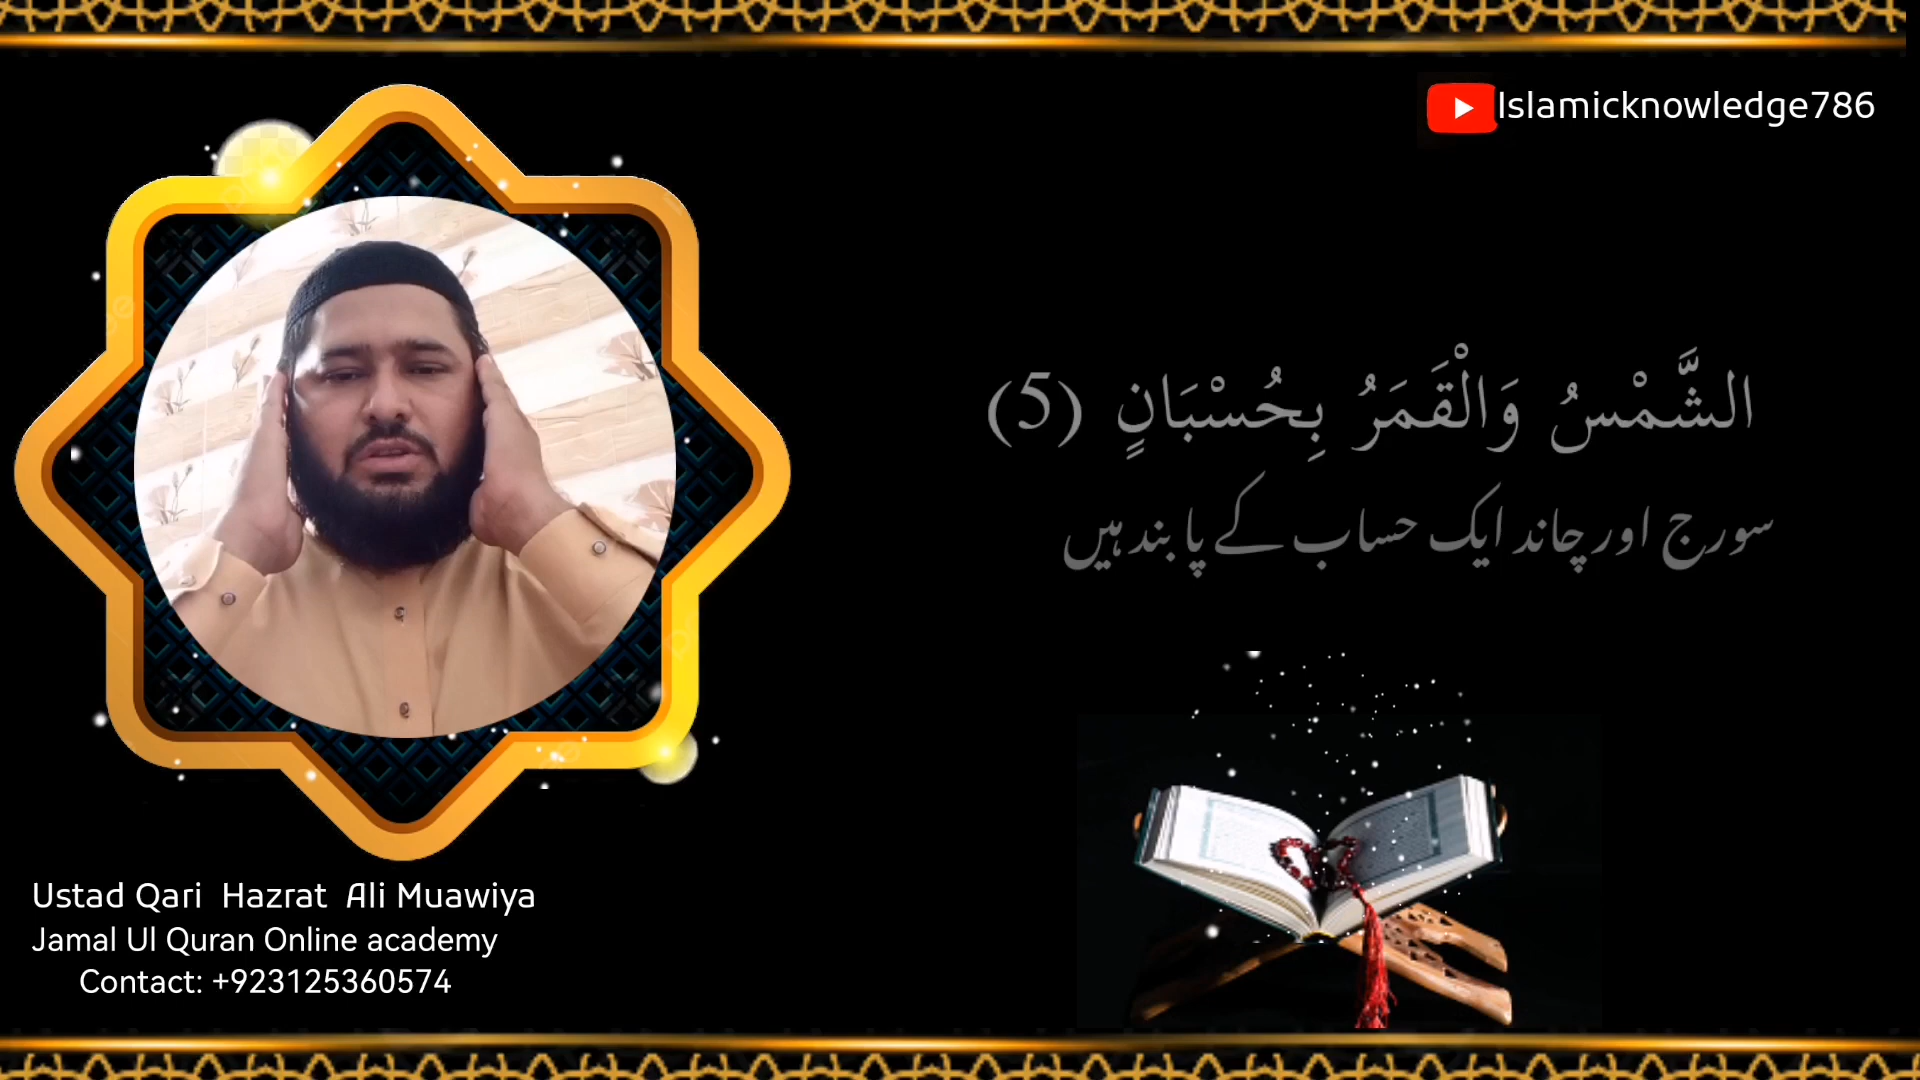 Islamicknowledge786
الشَّمْسُ وَالْقَمَرُ بِحُسْبَانٍ (5)
سورج اور چاند ایک حساب کے پابند ہیں
Ustad Qari Hazrat Ali Muawiya
Jamal Ul Quran Online academy
Contact: +923125360574